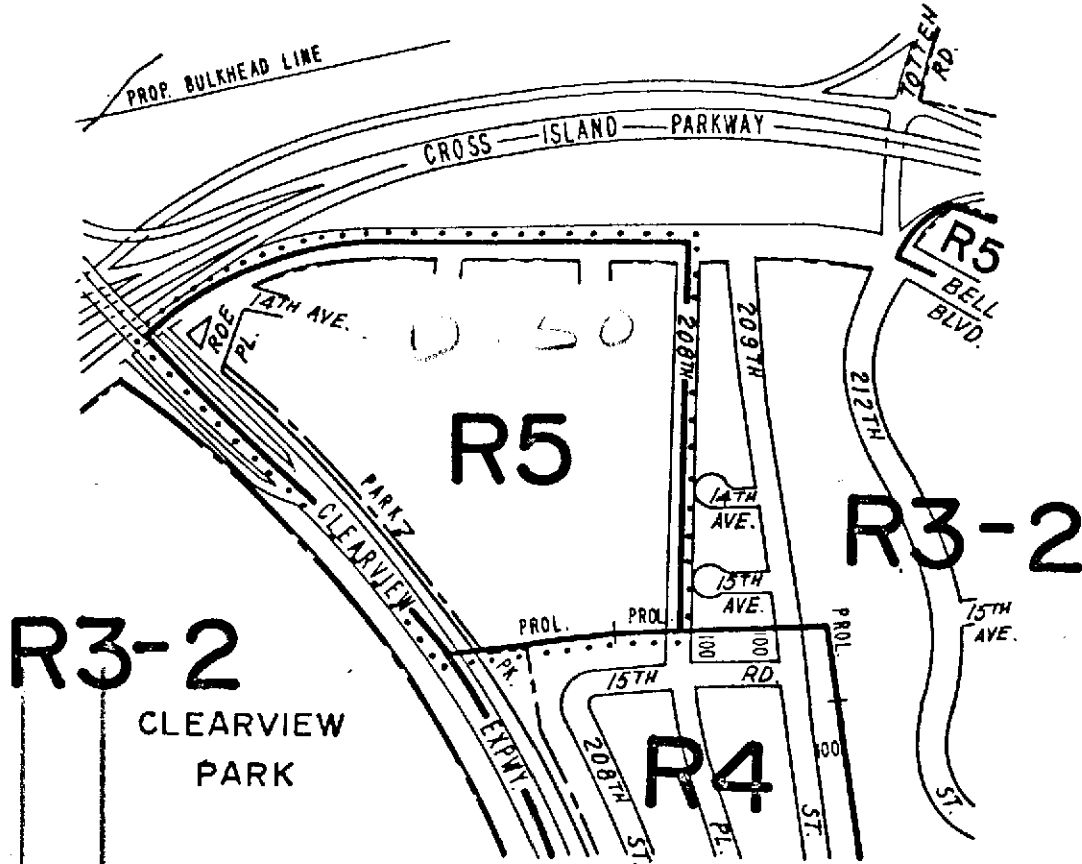 TOTTEN
RD.
PROP. BULKHEAD LINE
CROSS ISLAND PARKWAY
R5
BELL
BLVD.
14TH AVE.
ROE
PL.
208TH
209TH
212TH
R5
PARK
14TH
AVE.
R3-2
CLEARVIEW
15TH
AVE.
15TH
AVE.
PROL.
PROL.
PROL.
R3-2
PK.
100
100
15TH
RD.
CLEARVIEW
PARK
EXPWY.
208TH
ST.
R4
PL.
ST.
100
ST.